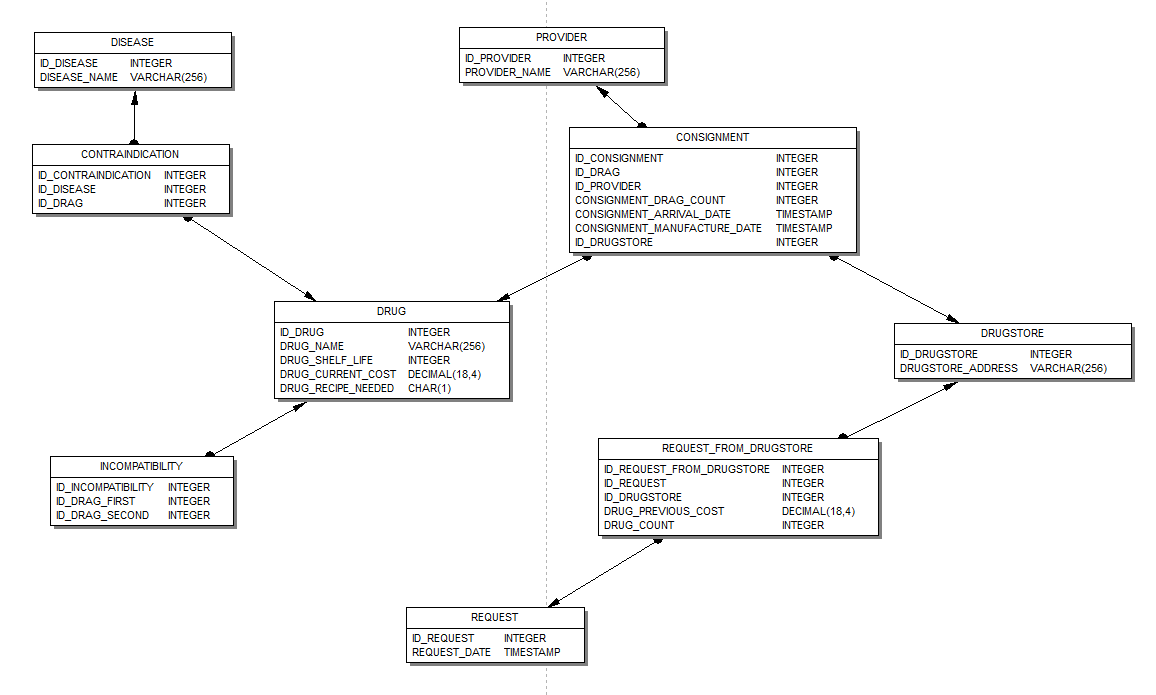 DISEASE
ID_DISEASE INTEGER
DISEASE_NAME VARCHAR(256)
PROVIDER
ID_PROVIDER INTEGER
PROVIDER_NAME VARCHAR(256)
CONTRAINDICATION
ID_CONTRAINDICATION INTEGER
ID_DISEASE INTEGER
ID_DRAG INTEGER
CONSIGNMENT
ID_CONSIGNMENT INTEGER
ID_DRAG INTEGER
ID_PROVIDER INTEGER
CONSIGNMENT_DRAG_COUNT INTEGER
CONSIGNMENT_ARRIVAL_DATE TIMESTAMP
CONSIGNMENT_MANUFACTURE_DATE TIMESTAMP
ID_DRUGSTORE INTEGER
DRUG
ID_DRUG INTEGER
DRUG_NAME VARCHAR(256)
DRUG_SHELF_LIFE INTEGER
DRUG_CURRENT_COST DECIMAL(18,4)
DRUG_RECIPE_NEEDED CHAR(1)
DRUGSTORE
ID_DRUGSTORE INTEGER
DRUGSTORE_ADDRESS VARCHAR(256)
INCOMPATIBILITY
ID_INCOMPATIBILITY INTEGER
ID_DRAG_FIRST INTEGER
ID_DRAG_SECOND INTEGER
REQUEST_FROM_DRUGSTORE
ID_REQUEST_FROM_DRUGSTORE INTEGER
ID_REQUEST INTEGER
ID_DRUGSTORE INTEGER
DRUG_PREVIOUS_COST DECIMAL(18,4)
DRUG_COUNT INTEGER
REQUEST
ID_REQUEST INTEGER
REQUEST_DATE TIMESTAMP